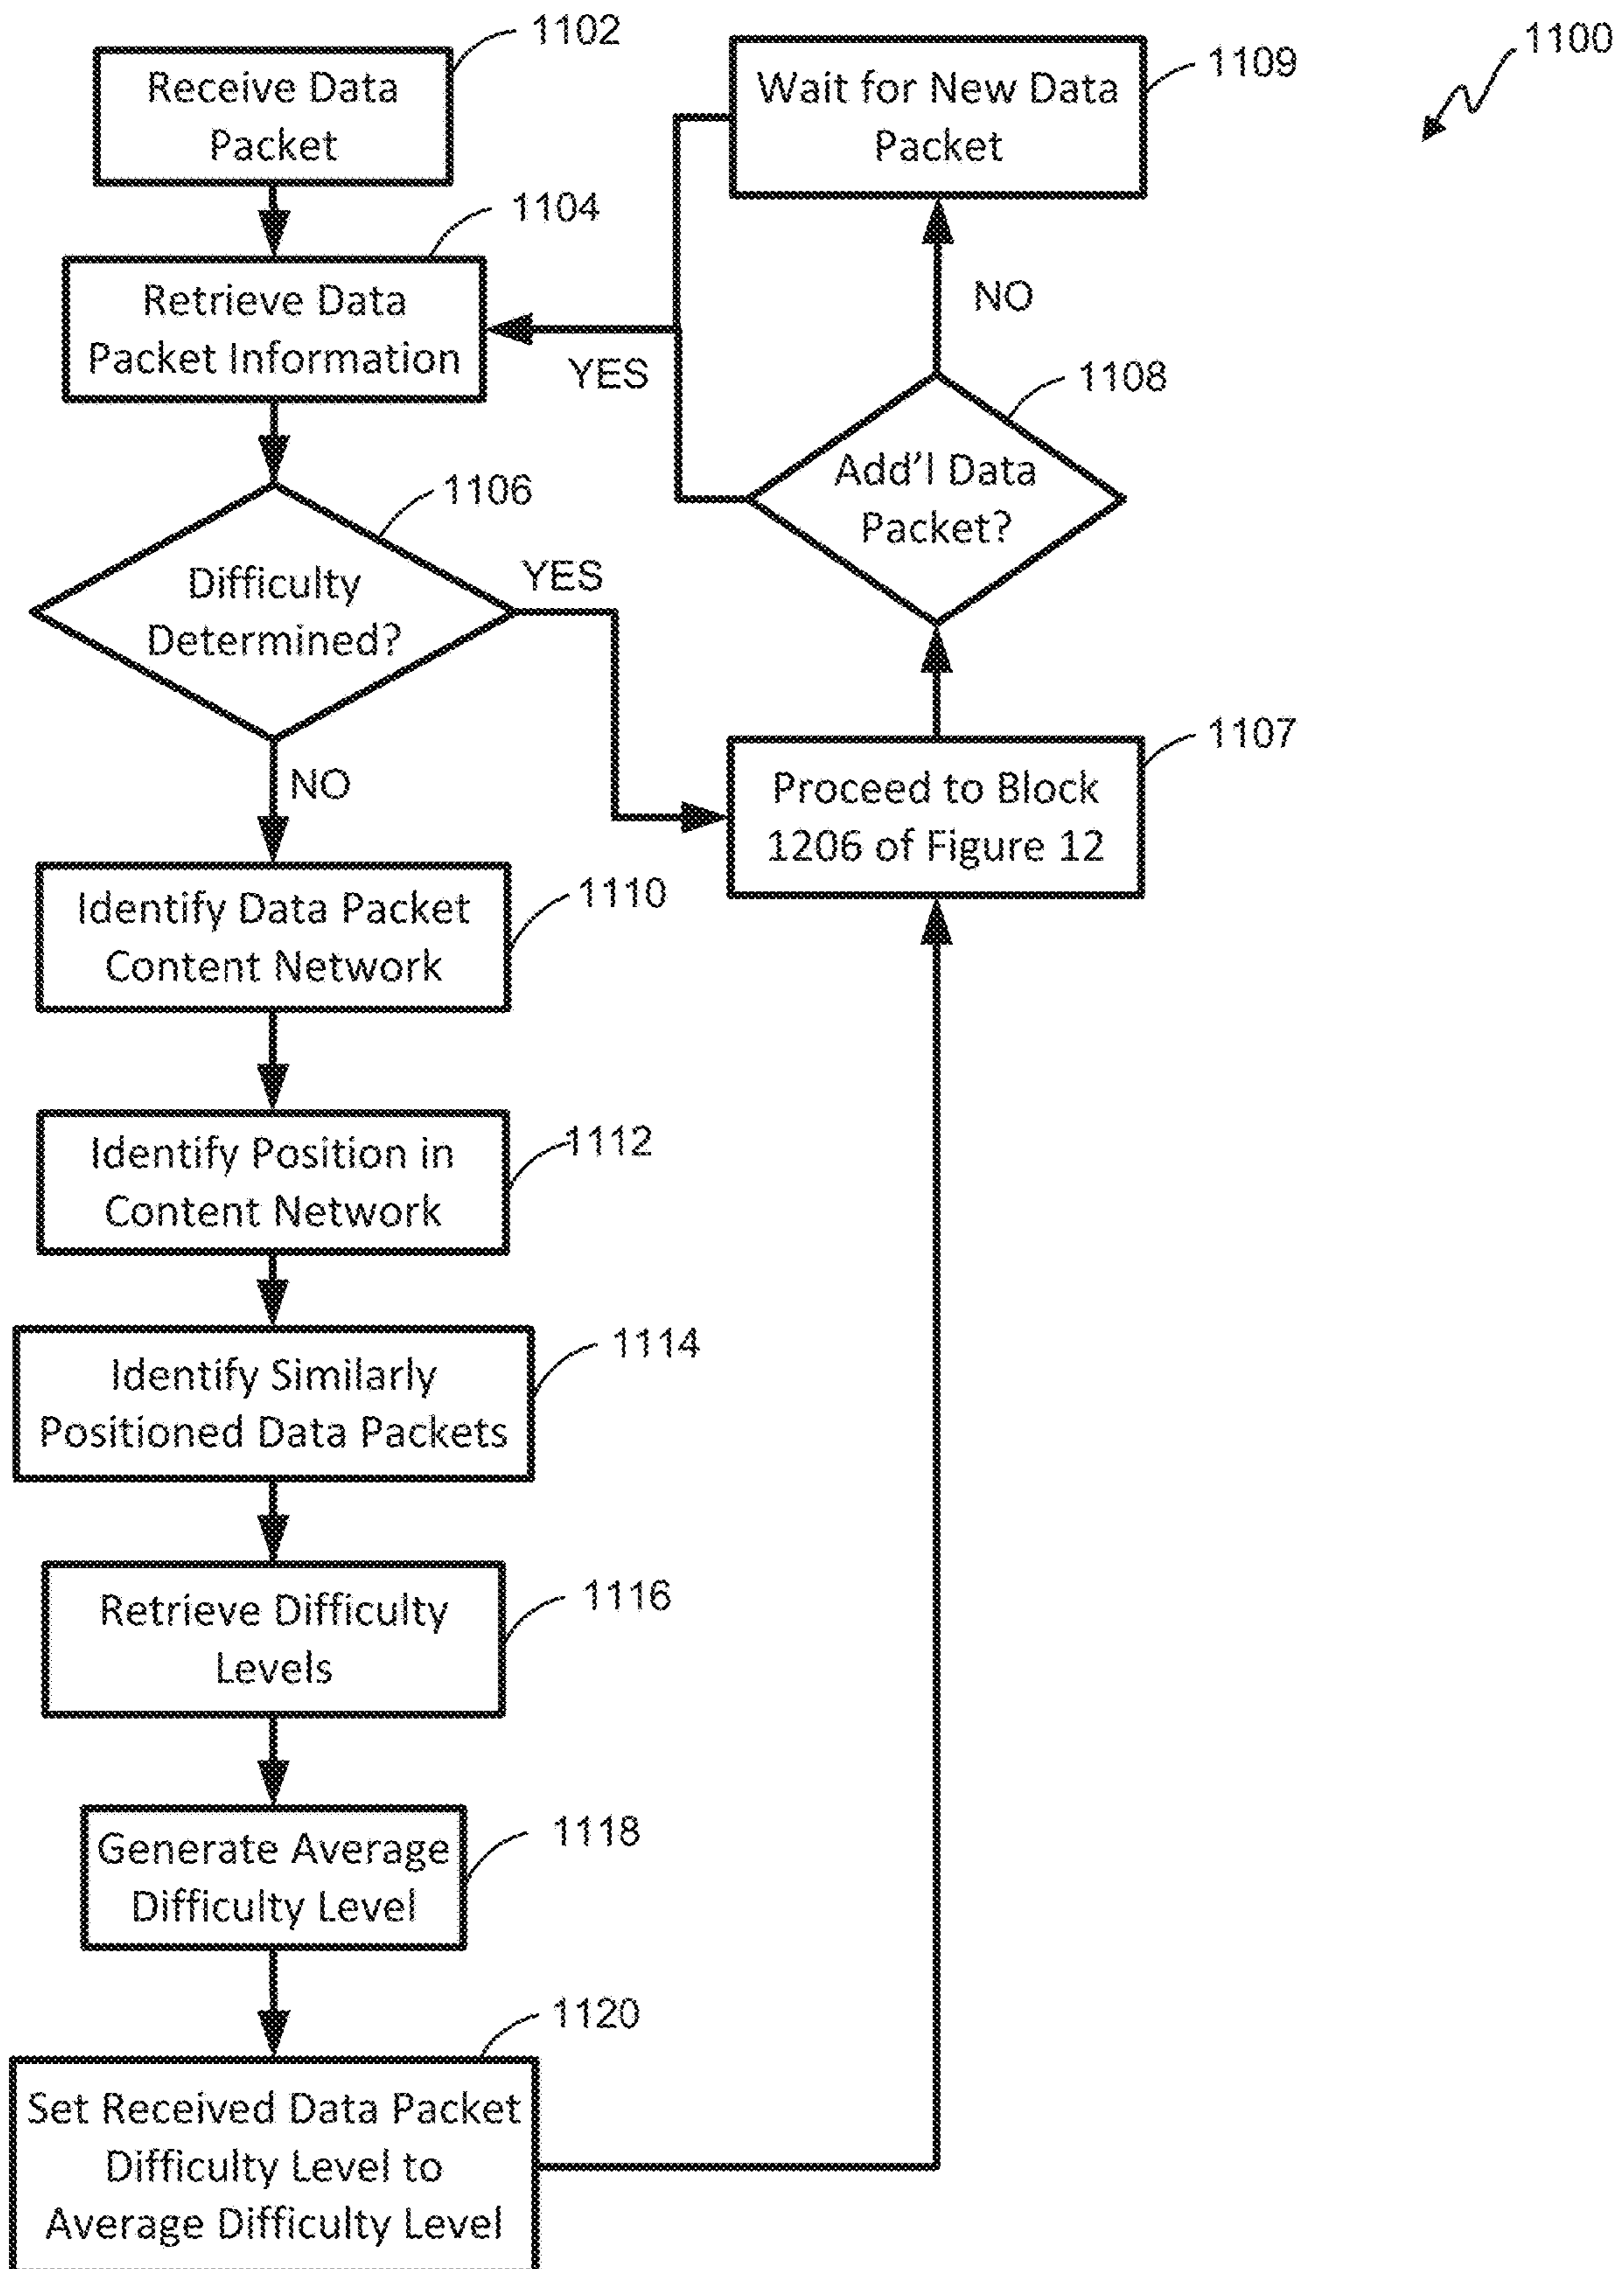 1102
Receive Data
Packet
1104
Retrieve Data
Packet Information
1106
Difficulty
Determined?
YES
NO
1110
Identify Data Packet
Content Network
1112
Identify Position in
Content Network
1114
Identify Similarly
Positioned Data Packets
1116
Retrieve Difficulty
Levels
1118
Generate Average
Difficulty Level
1120
Set Received Data Packet
Difficulty Level to
Average Difficulty Level
1109
Wait for New Data
Packet
NO
YES
1108
Add'l Data
Packet?
1107
Proceed to Block
1206 of Figure 12
1100